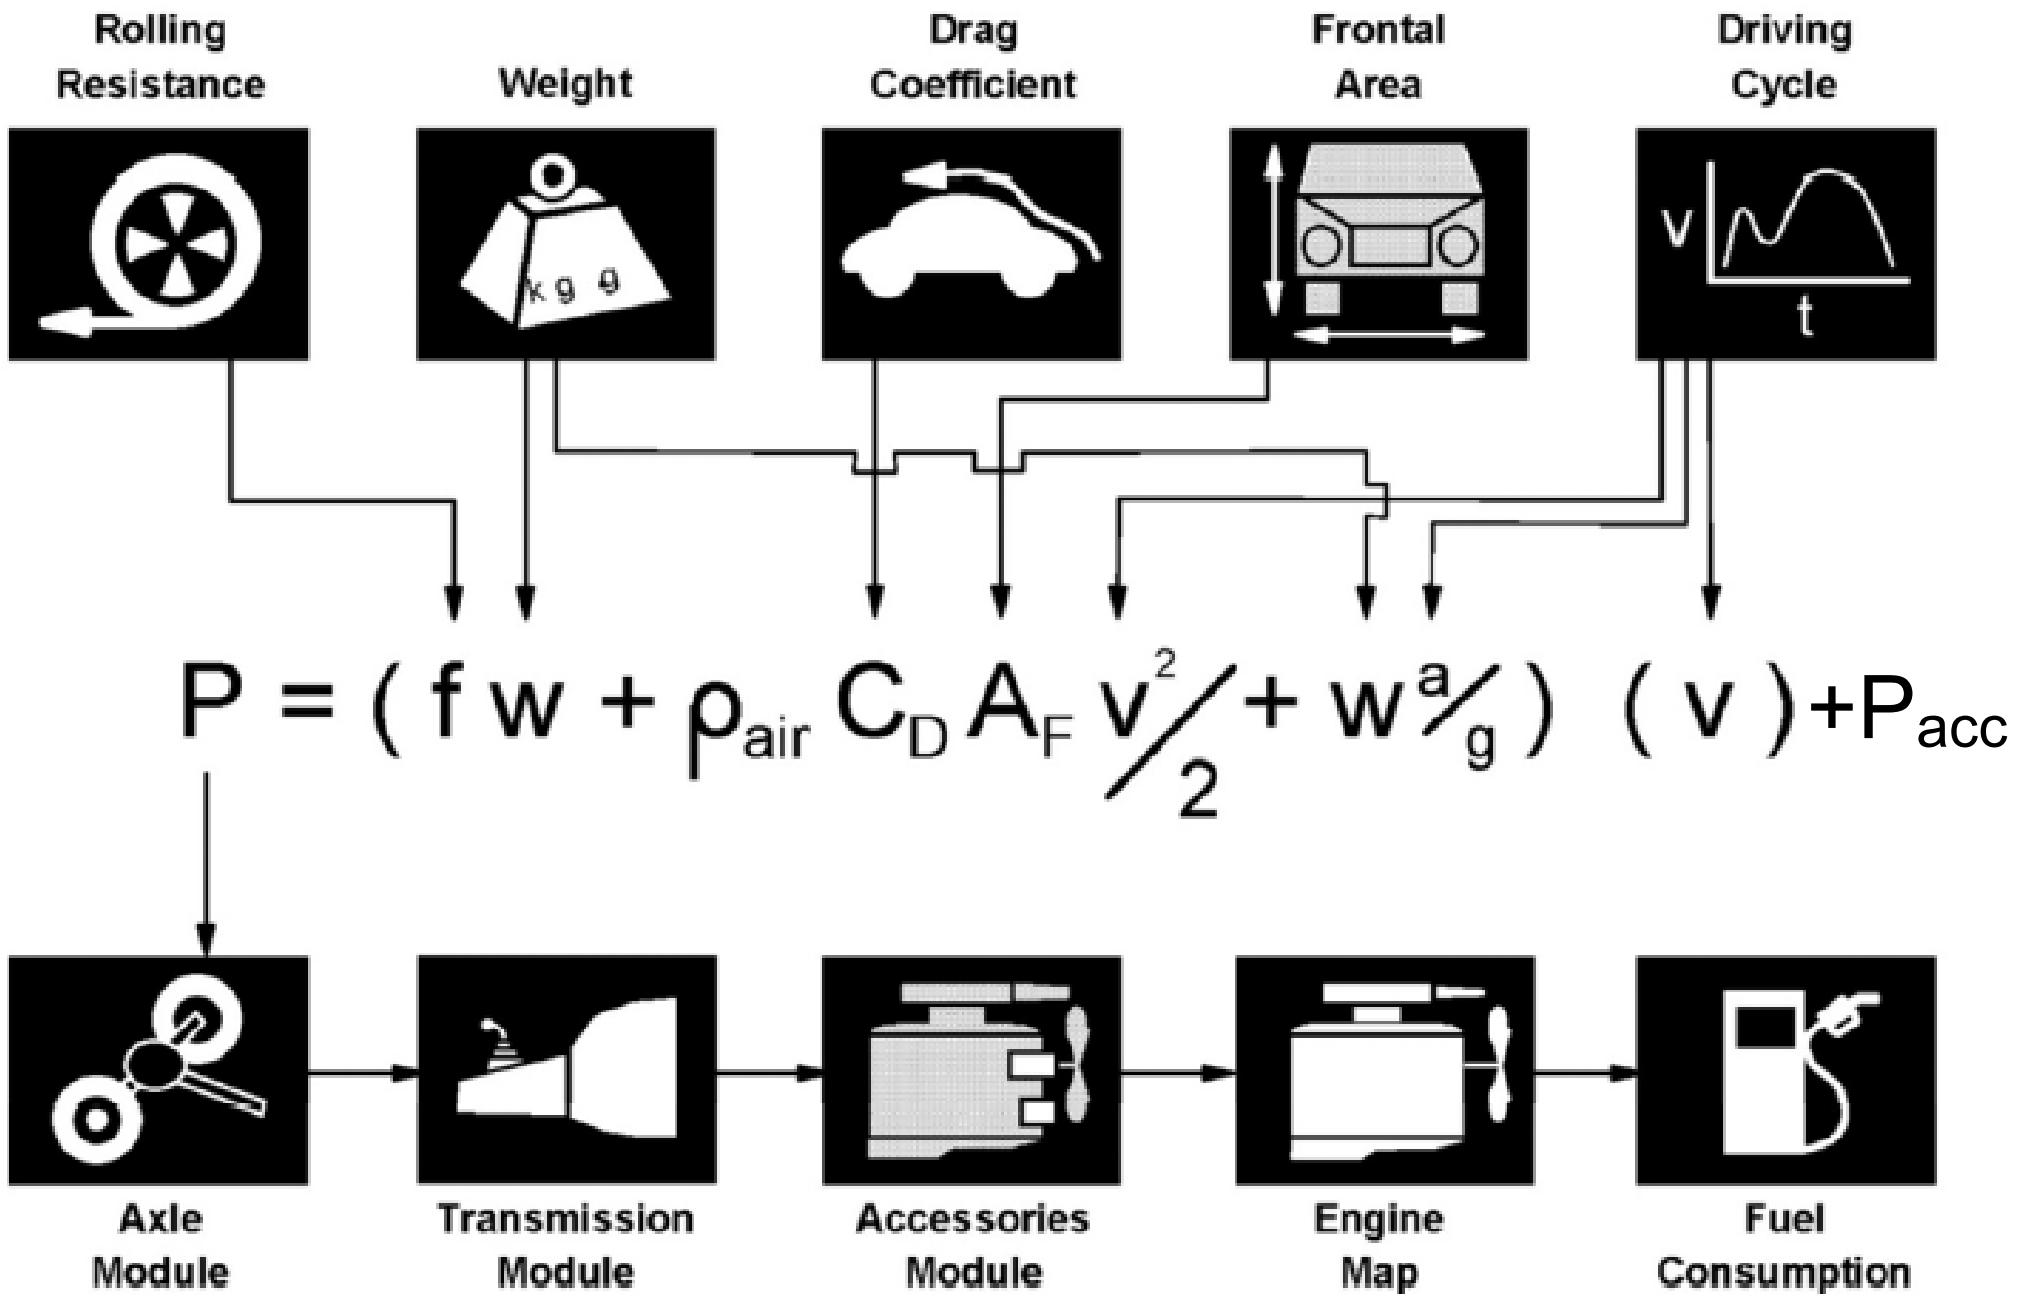 Rolling
Resistance
Weight
Drag
Coefficient
Frontal
Area
Driving
Cycle
kg g
v
t
P = ( f w + ρair CD AF v²/2 + w a/g ) ( v ) + Pacc
Axle
Module
Transmission
Module
Accessories
Module
Engine
Map
Fuel
Consumption